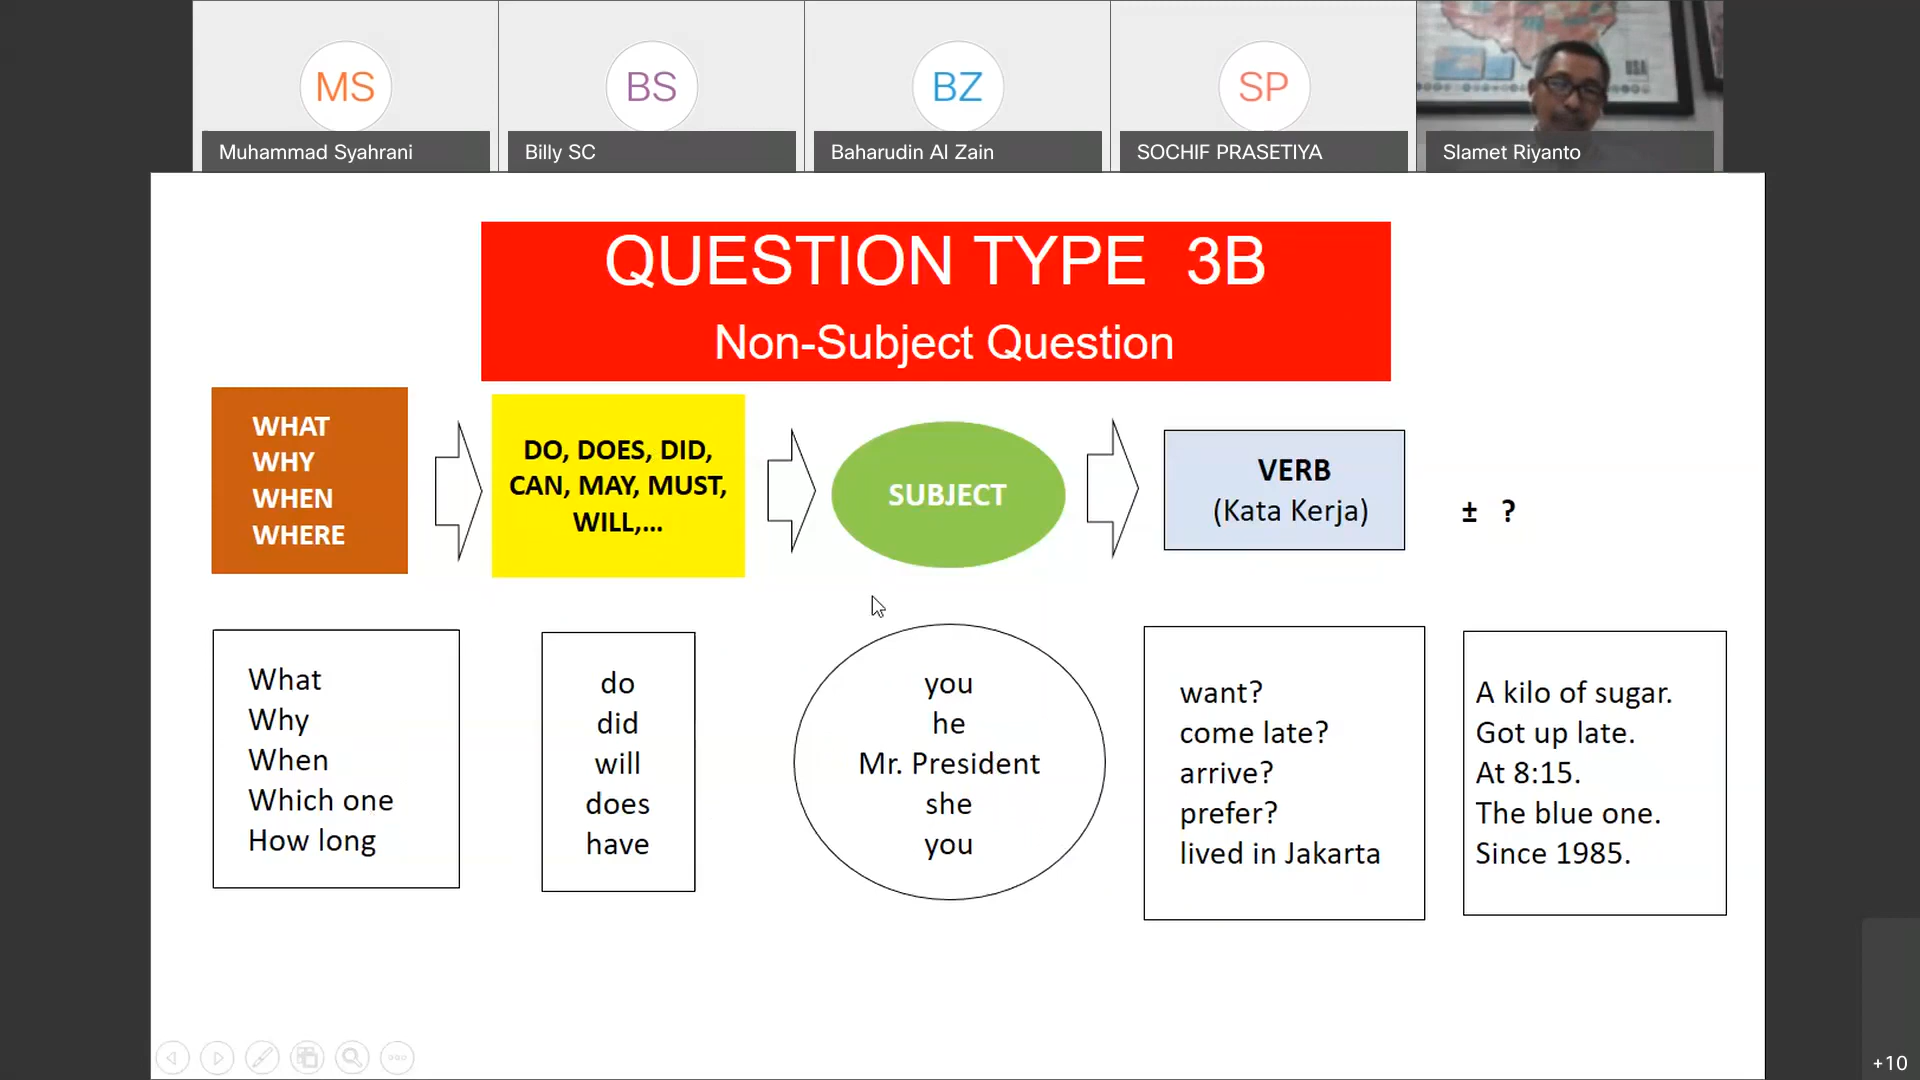 MS
BS
BZ
SP
USA
Muhammad Syahrani
Billy SC
Baharudin Al Zain
SOCHIF PRASETIYA
Slamet Riyanto
QUESTION TYPE 3B
Non-Subject Question
WHAT
WHY
WHEN
WHERE
DO, DOES, DID,
CAN, MAY, MUST,
WILL,...
SUBJECT
VERB
(Kata Kerja)
± ?
What
Why
When
Which one
How long
do
did
will
does
have
you
he
Mr. President
she
you
want?
come late?
arrive?
prefer?
lived in Jakarta
A kilo of sugar.
Got up late.
At 8:15.
The blue one.
Since 1985.
+10